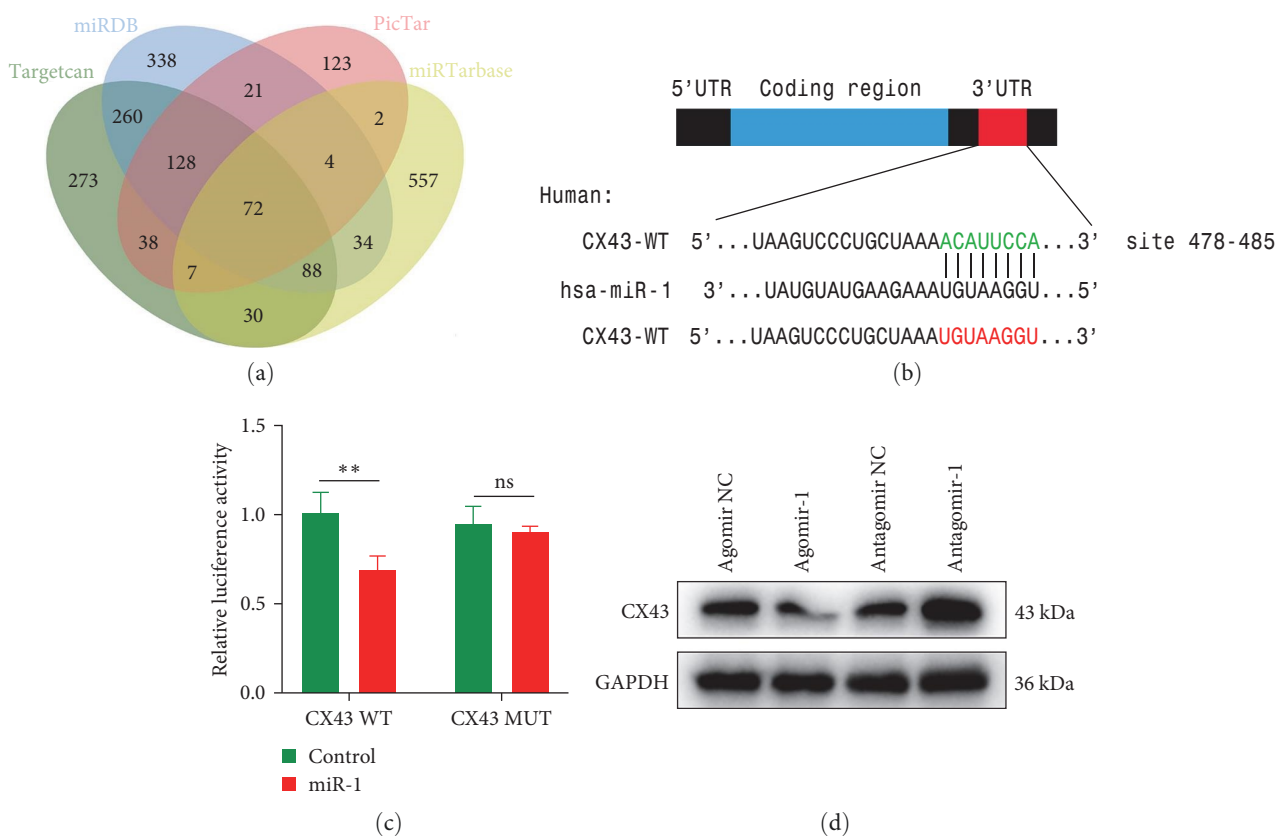 miRDB
PicTar
Targetcan
miRTarbase
338
123
21
260
2
128
4
273
557
72
38
34
7
88
30
(a)
5'UTR Coding region 3'UTR
Human:
CX43-WT 5’...UAAGUCCCUGCUAAAACAUUCCA...3’ site 478-485
hsa-miR-1 3’...UAUGUAUGAAGAAAUGUAAGGU...5’
CX43-WT 5’...UAAGUCCCUGCUAAAUGUAAGGU...3’
(b)
Relative luciference activity
1.5
1.0
0.5
0.0
**
ns
CX43 WT
CX43 MUT
Control
miR-1
(c)
Agomir NC
Agomir-1
Antagomir NC
Antagomir-1
CX43
43 kDa
GAPDH
36 kDa
(d)